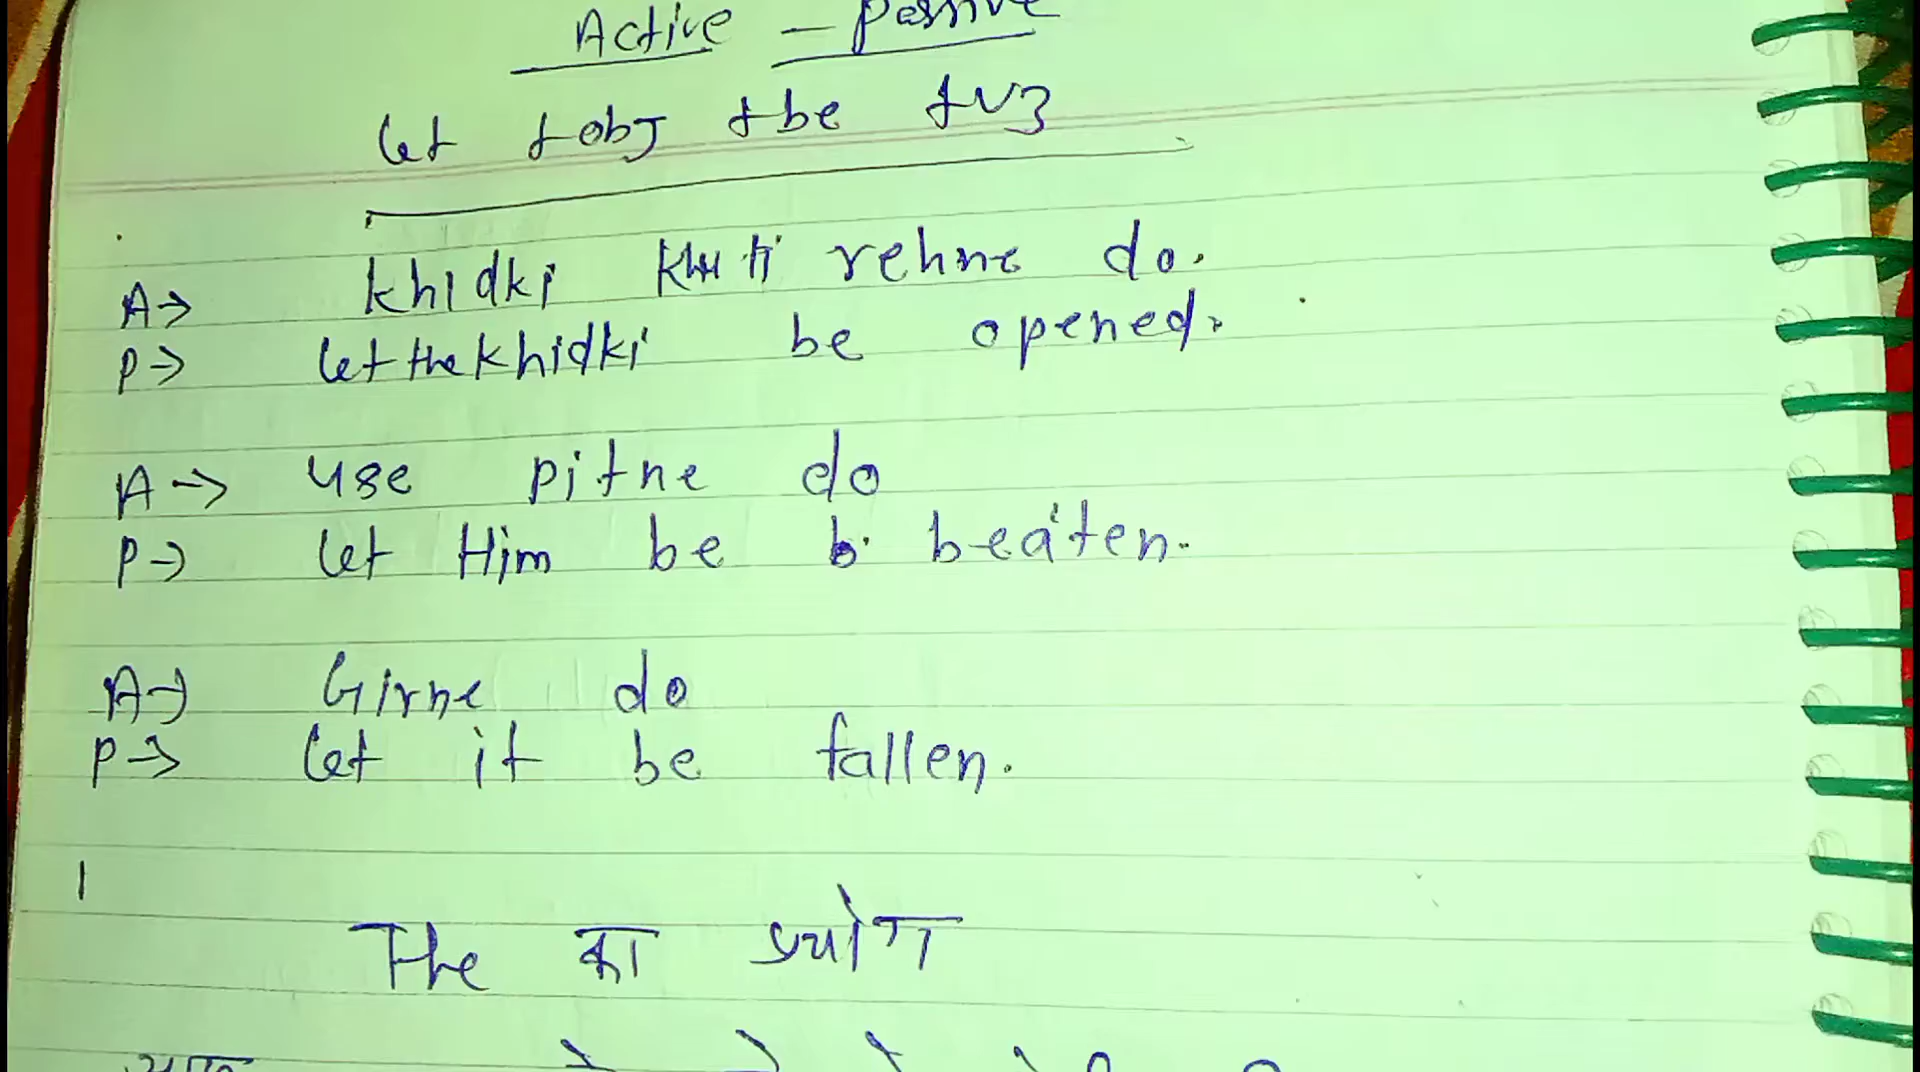 Active - passive
let + obj + be + v3
A→ khidki khuli rehne do.
P→ let the khidki be opened.
A→ use pitne do
P→ let Him be b. beaten.
A→ Girne do
P→ let it be fallen.
The का प्रयोग